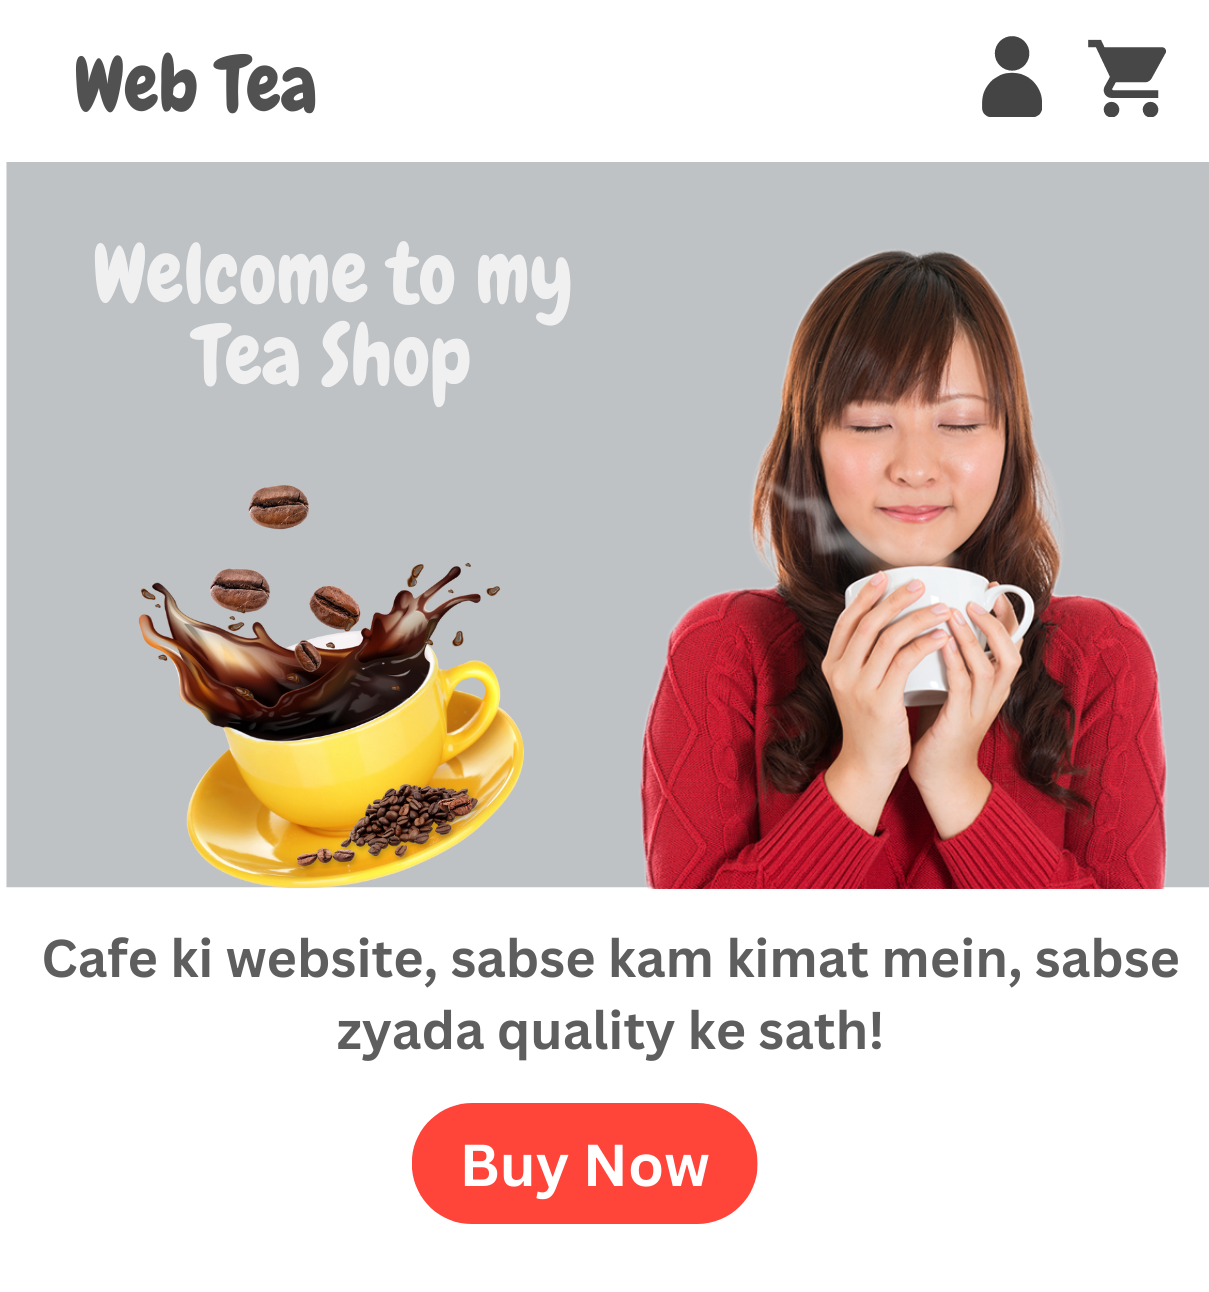 Web Tea
Welcome to my
Tea Shop
Cafe ki website, sabse kam kimat mein, sabse
zyada quality ke sath!
Buy Now